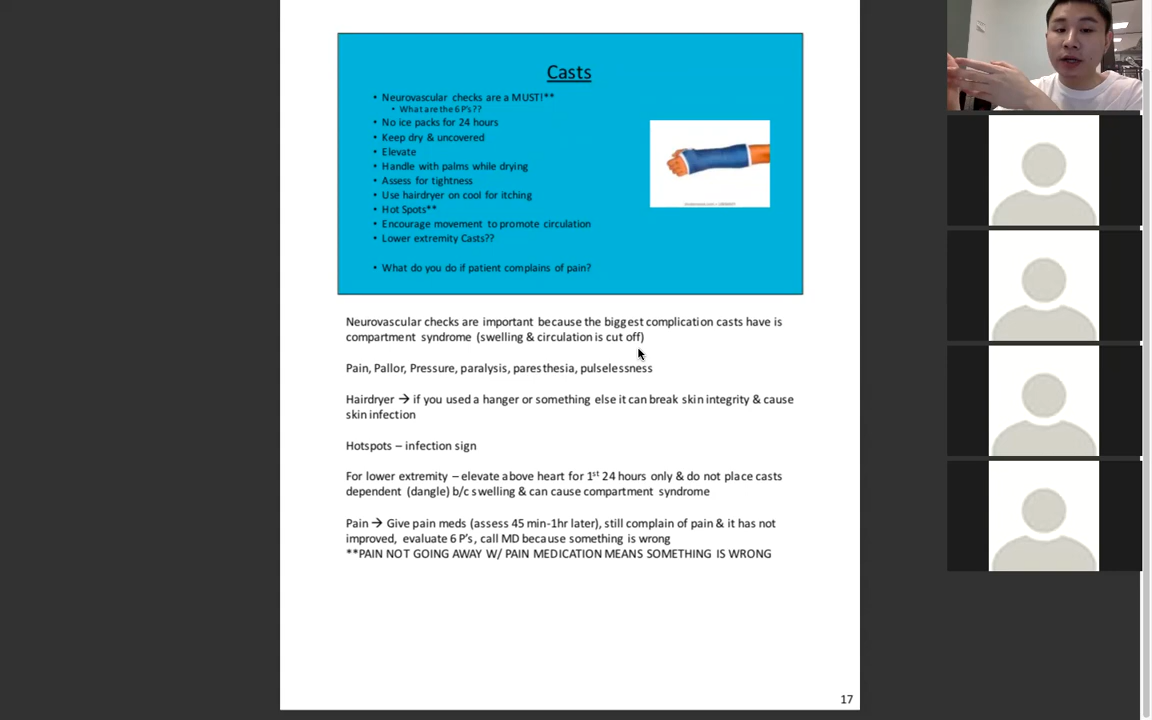 Casts
• Neurovascular checks are a MUST!**
• What are the 6 P's??
• No ice packs for 24 hours
• Keep dry & uncovered
• Elevate
• Handle with palms while drying
• Assess for tightness
• Use hairdryer on cool for itching
• Hot Spots**
• Encourage movement to promote circulation
• Lower extremity Casts??
• What do you do if patient complains of pain?
Neurovascular checks are important because the biggest complication casts have is
compartment syndrome (swelling & circulation is cut off)
Pain, Pallor, Pressure, paralysis, paresthesia, pulselessness
Hairdryer → if you used a hanger or something else it can break skin integrity & cause
skin infection
Hotspots – infection sign
For lower extremity – elevate above heart for 1st 24 hours only & do not place casts
dependent (dangle) b/c swelling & can cause compartment syndrome
Pain → Give pain meds (assess 45 min-1hr later), still complain of pain & it has not
improved, evaluate 6 P's, call MD because something is wrong
**PAIN NOT GOING AWAY W/ PAIN MEDICATION MEANS SOMETHING IS WRONG
17